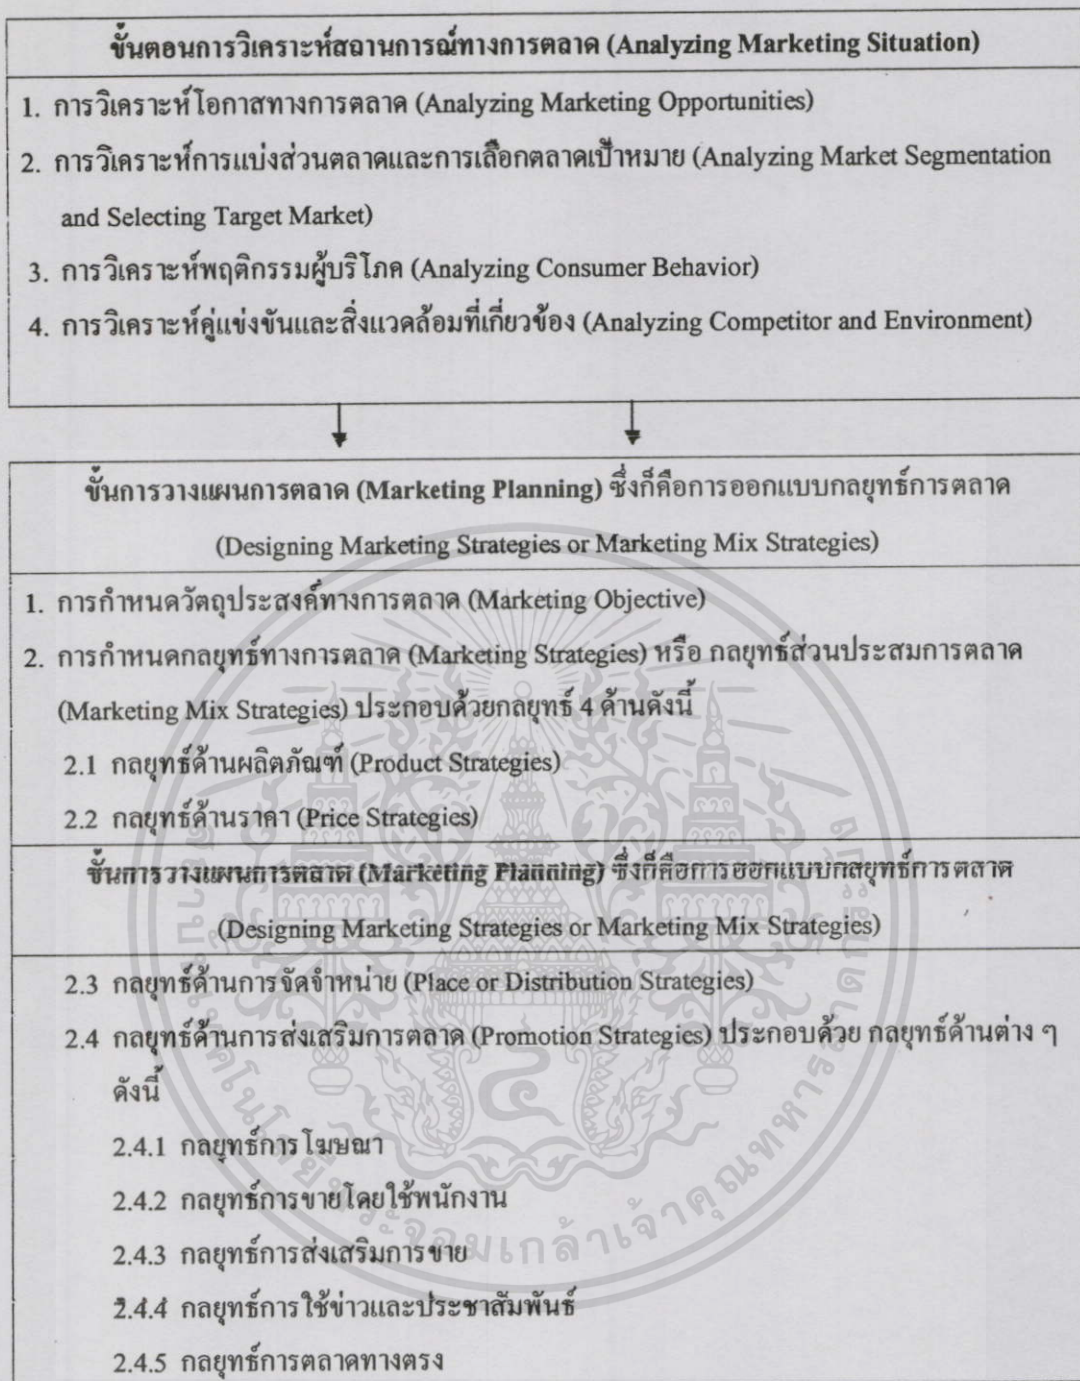 ขั้นตอนการวิเคราะห์สถานการณ์ทางการตลาด (Analyzing Marketing Situation)
1. การวิเคราะห์โอกาสทางการตลาด (Analyzing Marketing Opportunities)
2. การวิเคราะห์การแบ่งส่วนตลาดและการเลือกตลาดเป้าหมาย (Analyzing Market Segmentation
and Selecting Target Market)
3. การวิเคราะห์พฤติกรรมผู้บริโภค (Analyzing Consumer Behavior)
4. การวิเคราะห์คู่แข่งขันและสิ่งแวดล้อมที่เกี่ยวข้อง (Analyzing Competitor and Environment)
ขั้นการวางแผนการตลาด (Marketing Planning) ซึ่งก็คือการออกแบบกลยุทธ์การตลาด
(Designing Marketing Strategies or Marketing Mix Strategies)
1. การกำหนดวัตถุประสงค์ทางการตลาด (Marketing Objective)
2. การกำหนดกลยุทธ์ทางการตลาด (Marketing Strategies) หรือ กลยุทธ์ส่วนประสมการตลาด
(Marketing Mix Strategies) ประกอบด้วยกลยุทธ์ 4 ด้านดังนี้
2.1 กลยุทธ์ด้านผลิตภัณฑ์ (Product Strategies)
2.2 กลยุทธ์ด้านราคา (Price Strategies)
ขั้นการวางแผนการตลาด (Marketing Planning) ซึ่งก็คือการออกแบบกลยุทธ์การตลาด
(Designing Marketing Strategies or Marketing Mix Strategies)
2.3 กลยุทธ์ด้านการจัดจำหน่าย (Place or Distribution Strategies)
2.4 กลยุทธ์ด้านการส่งเสริมการตลาด (Promotion Strategies) ประกอบด้วย กลยุทธ์ด้านต่าง ๆ
ดังนี้
2.4.1 กลยุทธ์การโฆษณา
2.4.2 กลยุทธ์การขายโดยใช้พนักงาน
2.4.3 กลยุทธ์การส่งเสริมการขาย
2.4.4 กลยุทธ์การใช้ข่าวและประชาสัมพันธ์
2.4.5 กลยุทธ์การตลาดทางตรง